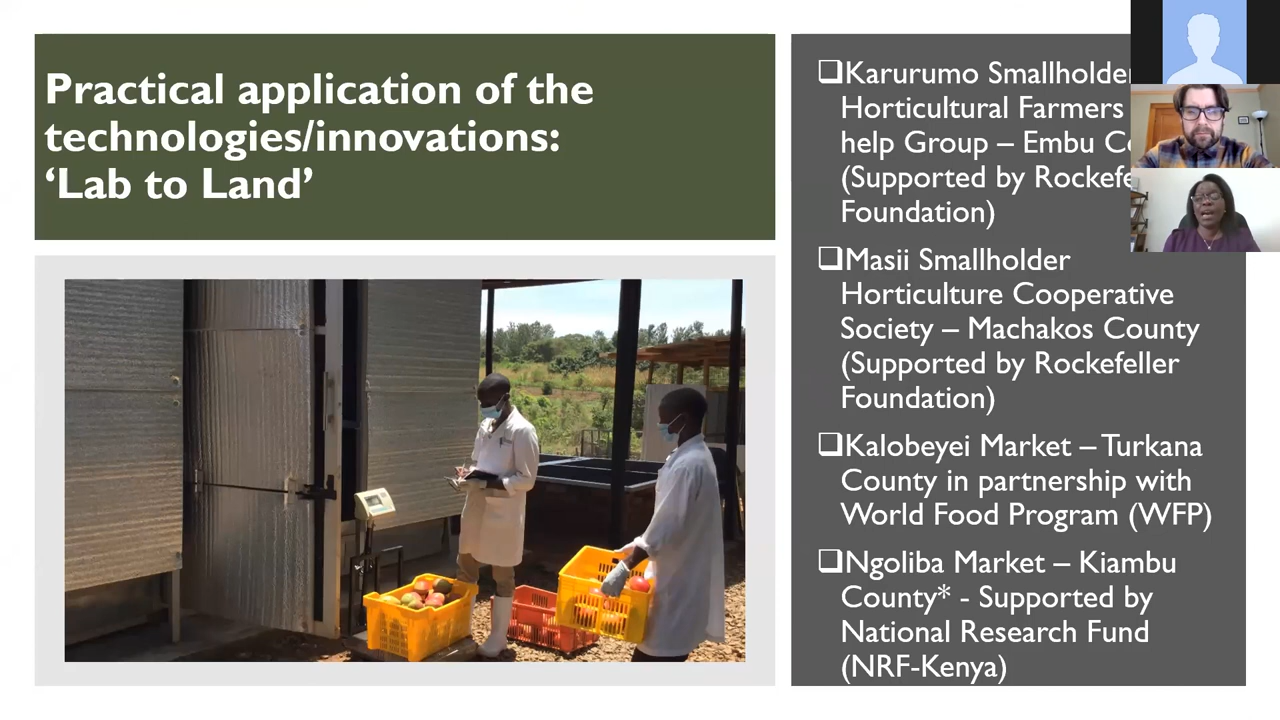 Practical application of the
technologies/innovations:
‘Lab to Land’
❑Karurumo Smallholder
Horticultural Farmers
help Group – Embu
(Supported by
Foundation)
❑Masii Smallholder
Horticulture Cooperative
Society – Machakos County
(Supported by Rockefeller
Foundation)
❑Kalobeyei Market – Turkana
County in partnership with
World Food Program (WFP)
❑Ngoliba Market – Kiambu
County* - Supported by
National Research Fund
(NRF-Kenya)